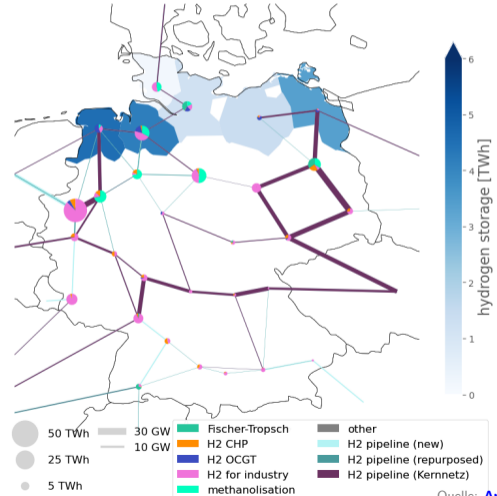 6
5
4
3
2
1
0
hydrogen storage [TWh]
50 TWh
25 TWh
5 TWh
30 GW
10 GW
Fischer-Tropsch
H2 CHP
H2 OCGT
H2 for industry
methanolisation
other
H2 pipeline (new)
H2 pipeline (repurposed)
H2 pipeline (Kernnetz)
Quelle: